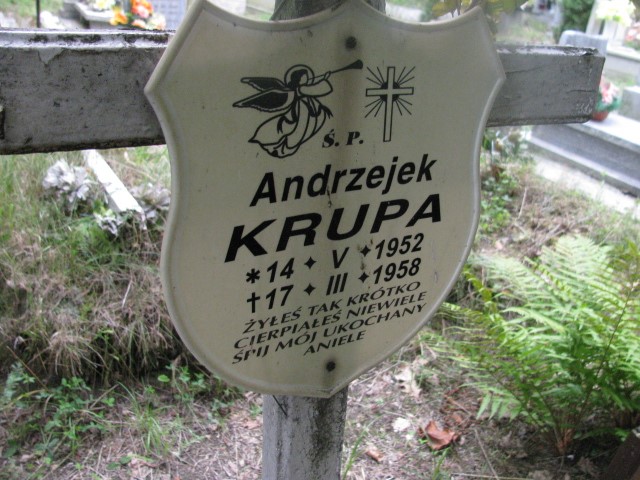 Ś. P.
Andrzejek
KRUPA
* 14 ✦ V ✦ 1952
† 17 ✦ III ✦ 1958
ŻYŁEŚ TAK KRÓTKO
CIERPIAŁEŚ NIEWIELE
ŚPIJ MÓJ UKOCHANY
ANIELE